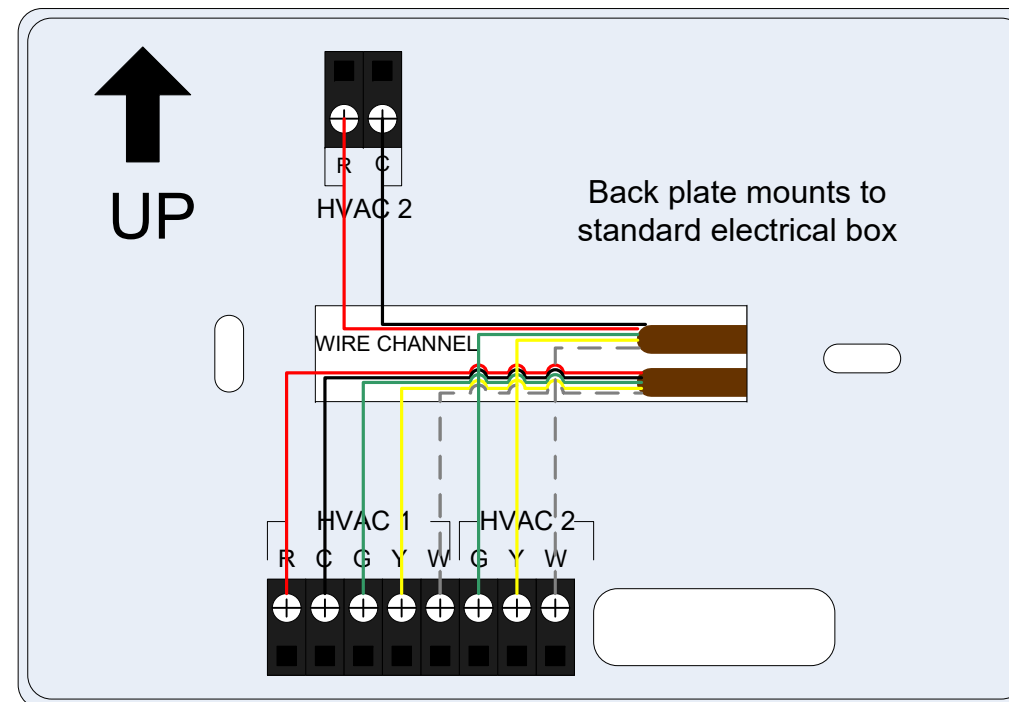 UP
R C
HVAC 2
Back plate mounts to
standard electrical box
WIRE CHANNEL
HVAC 1 HVAC 2
R C G Y W G Y W